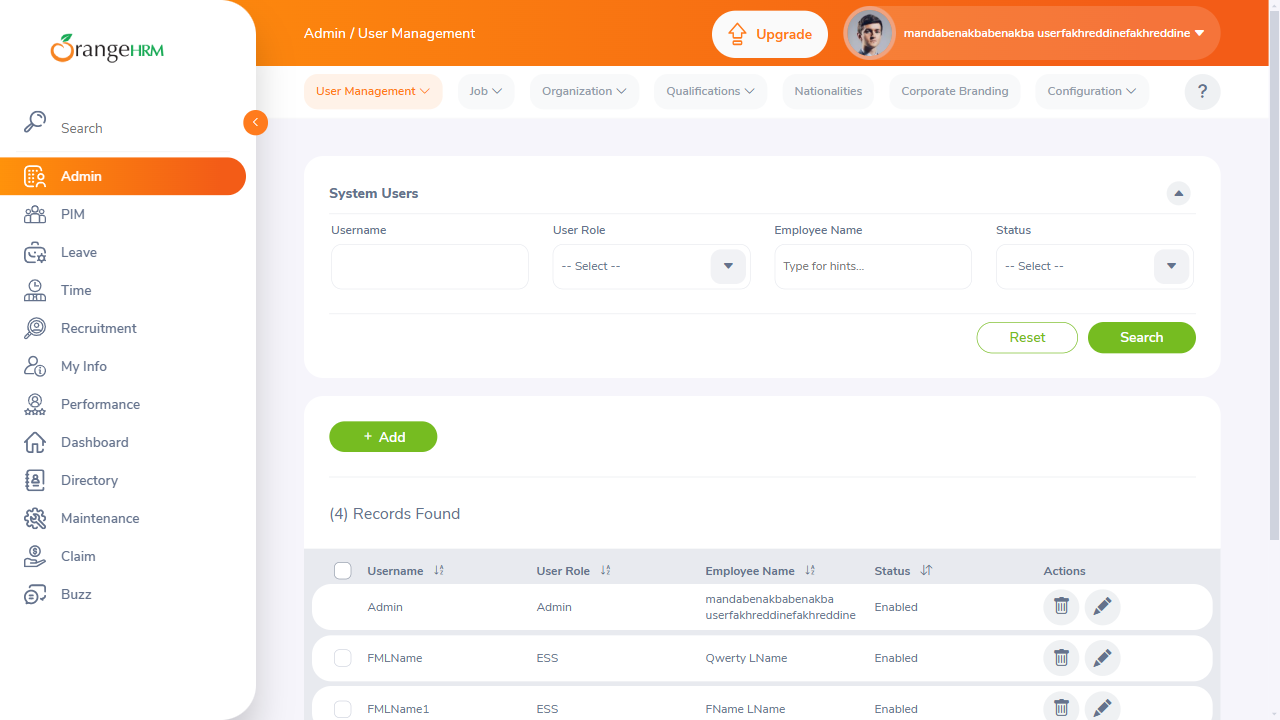 OrangeHRM
Admin / User Management
Upgrade
mandabenakbabenakba userfakhreddinefakhreddine
User Management
Job
Organization
Qualifications
Nationalities
Corporate Branding
Configuration
?
Search
Admin
PIM
Leave
Time
Recruitment
My Info
Performance
Dashboard
Directory
Maintenance
Claim
Buzz
System Users
Username
User Role
Employee Name
Status
-- Select --
Type for hints...
-- Select --
Reset
Search
+ Add
(4) Records Found
Username
User Role
Employee Name
Status
Actions
Admin
Admin
mandabenakbabenakba
userfakhreddinefakhreddine
Enabled
FMLName
ESS
Qwerty LName
Enabled
FMLName1
ESS
FName LName
Enabled